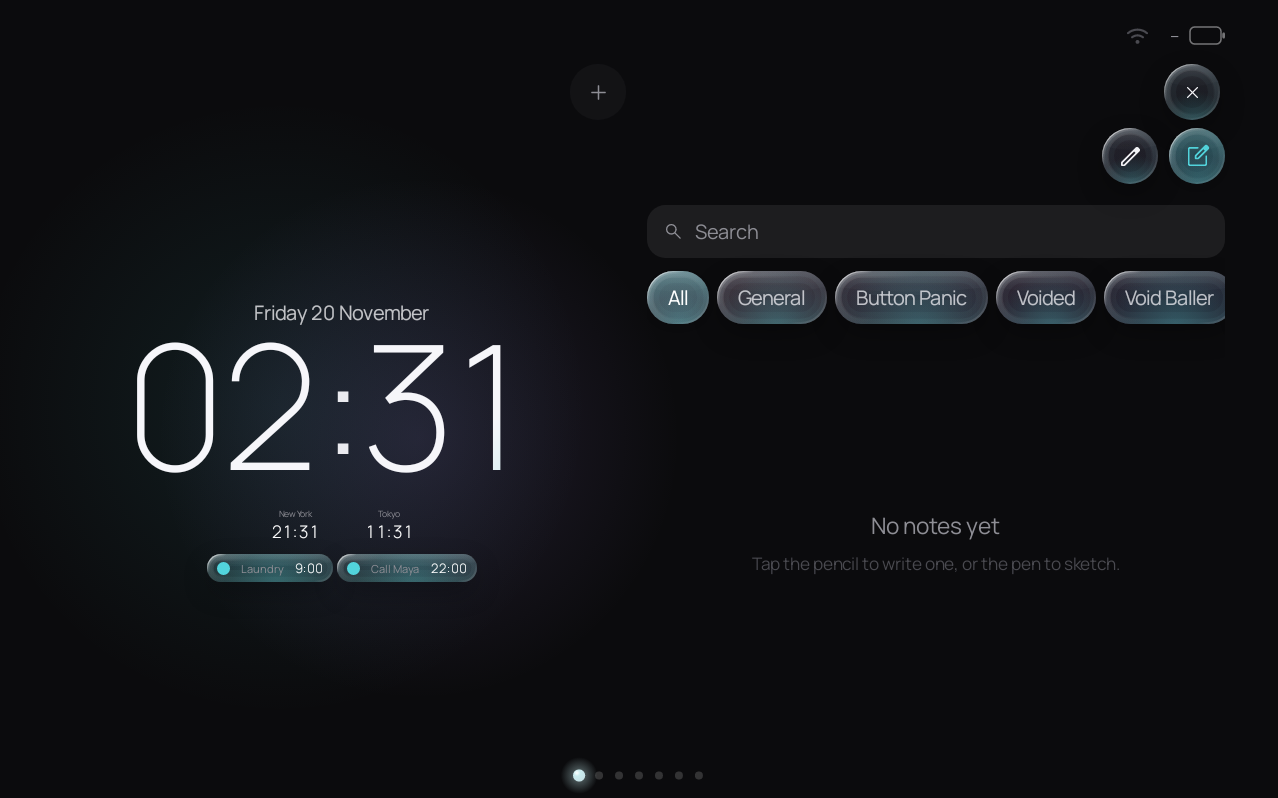 Search
All General Button Panic Voided Void Baller
Friday 20 November
02:31
New York Tokyo
21:31 11:31
Laundry 9:00 Call Maya 22:00
No notes yet
Tap the pencil to write one, or the pen to sketch.